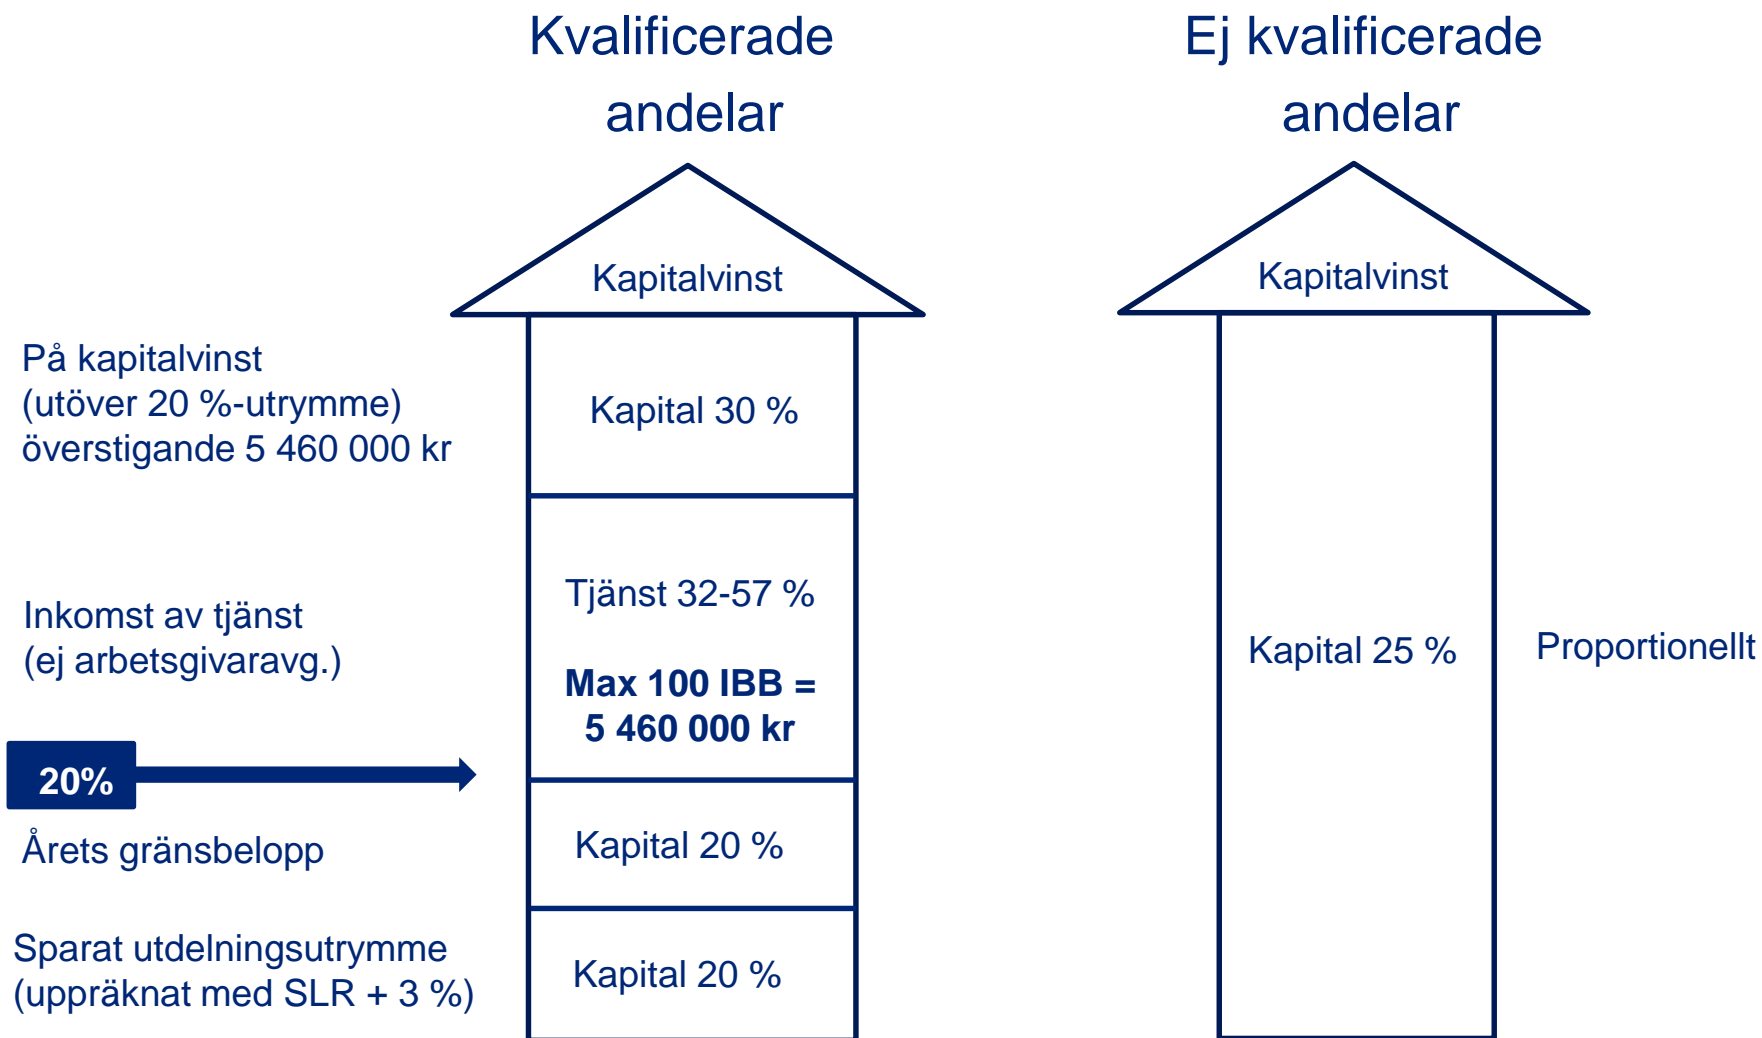 Kvalificerade
andelar
Ej kvalificerade
andelar
Kapitalvinst
Kapitalvinst
På kapitalvinst
(utöver 20 %-utrymme)
överstigande 5 460 000 kr
Kapital 30 %
Inkomst av tjänst
(ej arbetsgivaravg.)
Tjänst 32-57 %
Max 100 IBB =
5 460 000 kr
Kapital 25 %
Proportionellt
20%
Årets gränsbelopp
Kapital 20 %
Sparat utdelningsutrymme
(uppräknat med SLR + 3 %)
Kapital 20 %